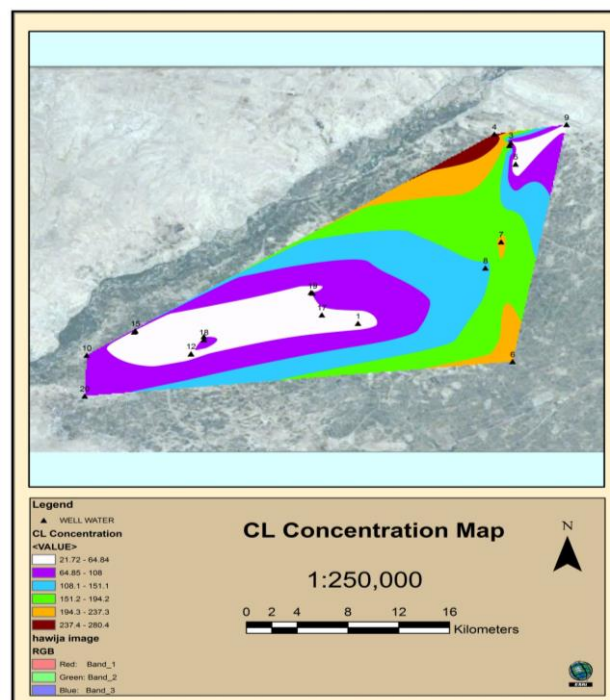 9
4
3
5
7
8
19
17
1
15
18
12
10
6
20
Legend
WELL WATER
CL Concentration
<VALUE>
21.72 - 64.84
64.85 - 108
108.1 - 151.1
151.2 - 194.2
194.3 - 237.3
237.4 - 280.4
hawija image
RGB
Red: Band_1
Green: Band_2
Blue: Band_3
CL Concentration Map
1:250,000
N
0 2 4 8 12 16
Kilometers
ESRI